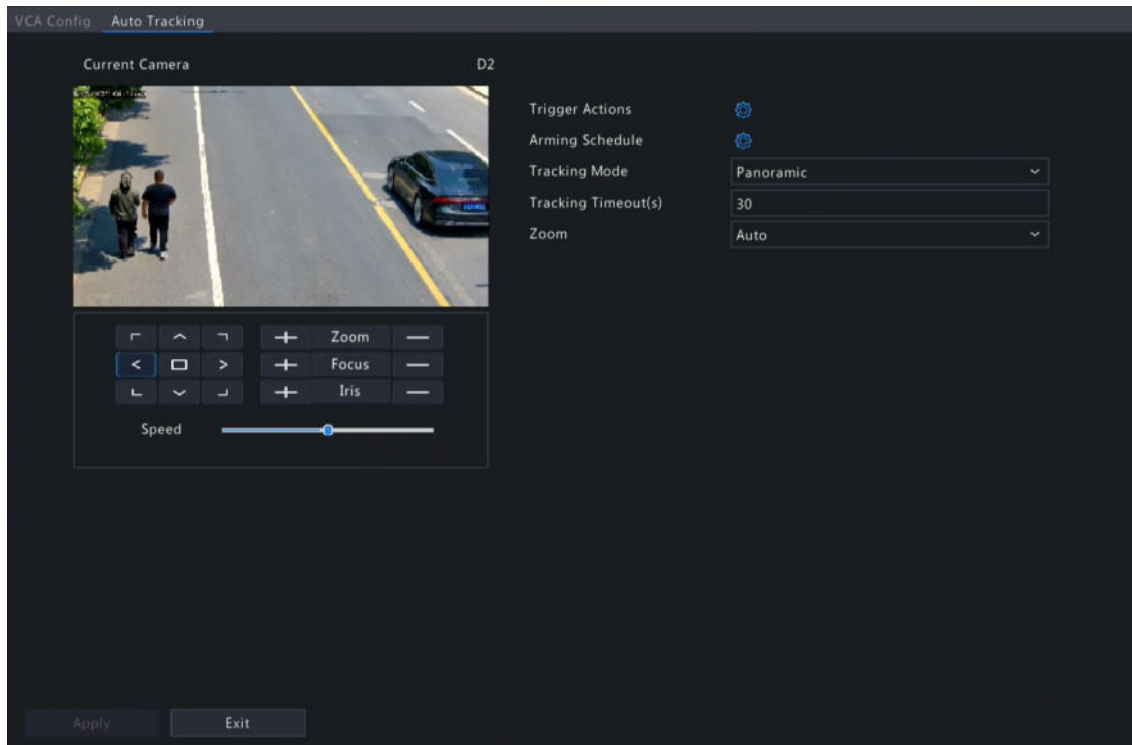 VCA Config Auto Tracking
Current Camera D2
Trigger Actions
Arming Schedule
Tracking Mode Panoramic
Tracking Timeout(s) 30
Zoom Auto
Zoom
Focus
Iris
Speed
Apply Exit